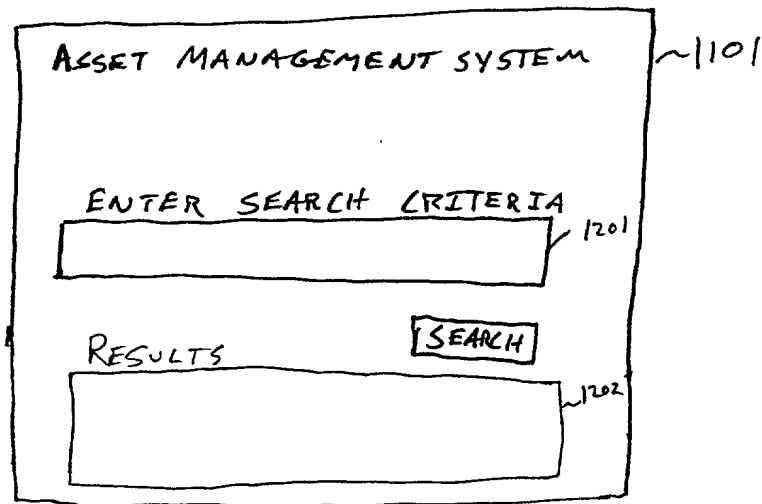 ASSET MANAGEMENT SYSTEM
1101
ENTER SEARCH CRITERIA
1201
SEARCH
RESULTS
1202